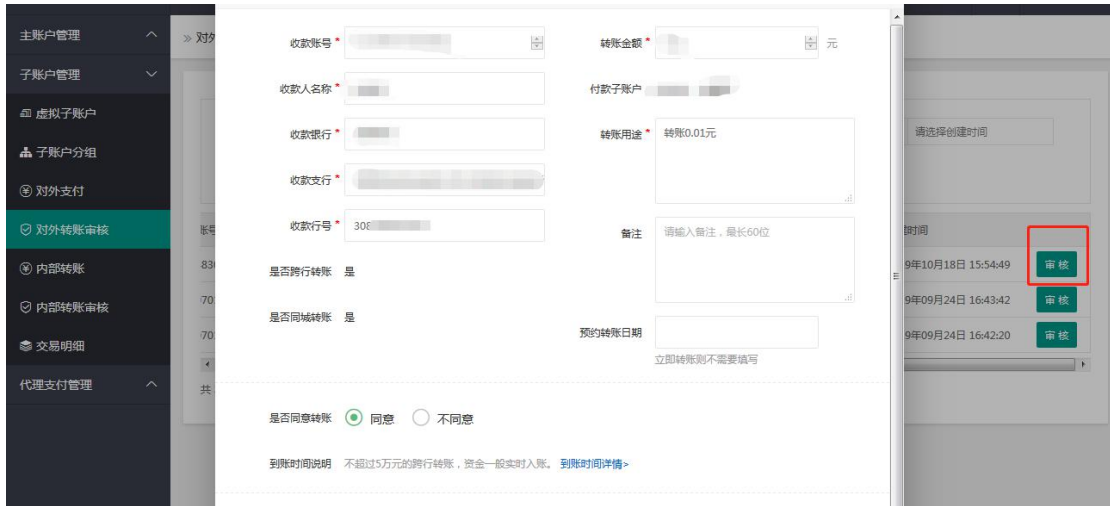 主账户管理
子账户管理
虚拟子账户
子账户分组
对外支付
对外转账审核
内部转账
内部转账审核
交易明细
代理支付管理
» 对外
收款账号 *
收款人名称 *
收款银行 *
收款支行 *
收款行号 * 308
是否跨行转账 是
是否同城转账 是
转账金额 * 元
付款子账户
转账用途 * 转账0.01元
备注 请输入备注，最长60位
预约转账日期
立即转账则不需要填写
是否同意转账 同意 不同意
到账时间说明 不超过5万元的跨行转账，资金一般实时入账。 到账时间详情>
请选择创建时间
账号
建时间
830
9年10月18日 15:54:49 审 核
70
9年09月24日 16:43:42 审 核
70
9年09月24日 16:42:20 审 核
共